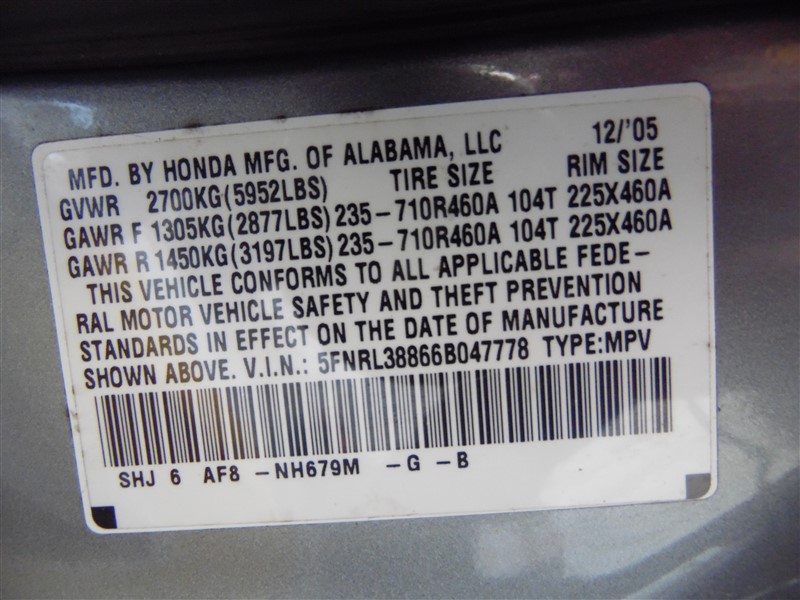 MFD. BY HONDA MFG. OF ALABAMA, LLC 12/'05
GVWR 2700KG(5952LBS) TIRE SIZE RIM SIZE
GAWR F 1305KG(2877LBS) 235-710R460A 104T 225X460A
GAWR R 1450KG(3197LBS) 235-710R460A 104T 225X460A
THIS VEHICLE CONFORMS TO ALL APPLICABLE FEDE-
RAL MOTOR VEHICLE SAFETY AND THEFT PREVENTION
STANDARDS IN EFFECT ON THE DATE OF MANUFACTURE
SHOWN ABOVE. V.I.N.: 5FNRL38866B047778 TYPE:MPV
SHJ 6 AF8 -NH679M -G -B